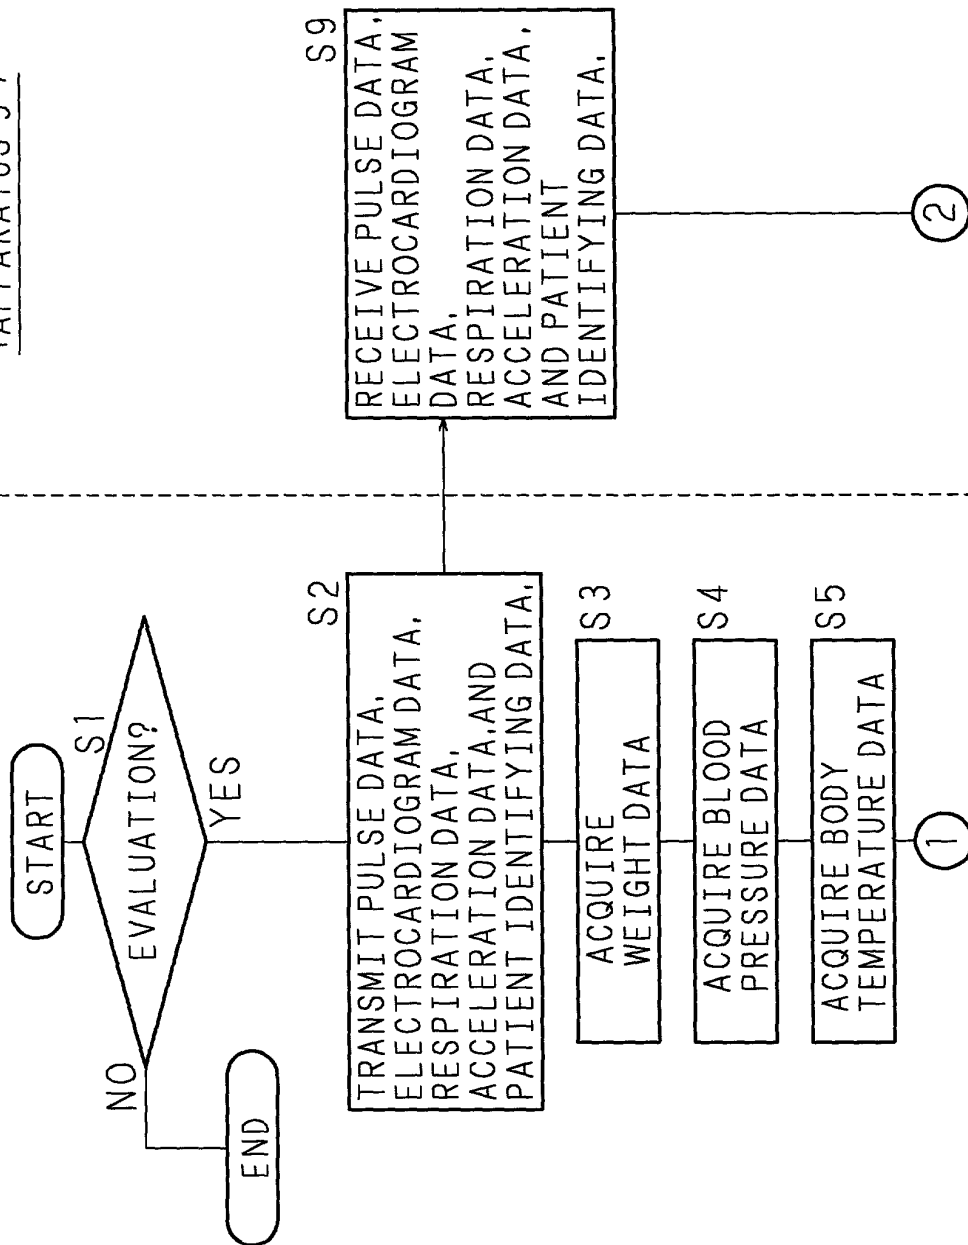 START
S1
EVALUATION?
NO
YES
END
S2
TRANSMIT PULSE DATA,
ELECTROCARDIOGRAM DATA,
RESPIRATION DATA,
ACCELERATION DATA,AND
PATIENT IDENTIFYING DATA,
S3
ACQUIRE
WEIGHT DATA
S4
ACQUIRE BLOOD
PRESSURE DATA
S5
ACQUIRE BODY
TEMPERATURE DATA
1
S9
RECEIVE PULSE DATA,
ELECTROCARDIOGRAM
DATA,
RESPIRATION DATA,
ACCELERATION DATA,
AND PATIENT
IDENTIFYING DATA,
2